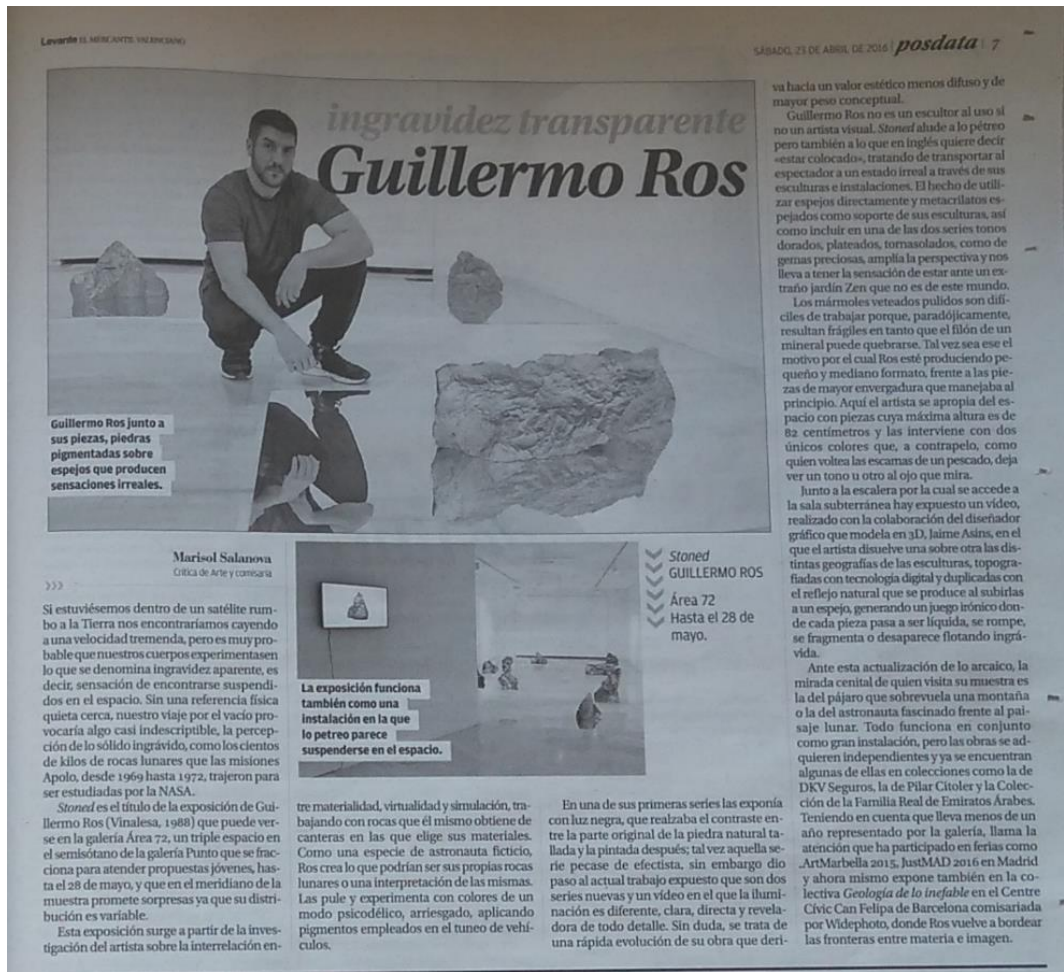 Levante EL MERCANTIL VALENCIANO
SÁBADO, 23 DE ABRIL DE 2016 | posdata | 7
ingravidez transparente
Guillermo Ros
Guillermo Ros junto a
sus piezas, piedras
pigmentadas sobre
espejos que producen
sensaciones irreales.
Marisol Salanova
Crítica de Arte y comisaria
>>>
Si estuviésemos dentro de un satélite rum-
bo a la Tierra nos encontraríamos cayendo
a una velocidad tremenda, pero es muy pro-
bable que nuestros cuerpos experimentasen
lo que se denomina ingravidez aparente, es
decir, sensación de encontrarse suspendi-
dos en el espacio. Sin una referencia física
quieta cerca, nuestro viaje por el vacío pro-
vocaría algo casi indescriptible, la percep-
ción de lo sólido ingrávido, como los cientos
de kilos de rocas lunares que las misiones
Apolo, desde 1969 hasta 1972, trajeron para
ser estudiadas por la NASA.
Stoned es el título de la exposición de Gui-
llermo Ros (Vinalesa, 1988) que puede ver-
se en la galería Área 72, un triple espacio en
el semisótano de la galería Punto que se frac-
ciona para atender propuestas jóvenes, has-
ta el 28 de mayo, y que en el meridiano de la
muestra promete sorpresas ya que su distri-
bución es variable.
Esta exposición surge a partir de la inves-
tigación del artista sobre la interrelación en-
La exposición funciona
también como una
instalación en la que
lo petreo parece
suspenderse en el espacio.
Stoned
GUILLERMO ROS
Área 72
Hasta el 28 de
mayo.
tre materialidad, virtualidad y simulación, tra-
bajando con rocas que él mismo obtiene de
canteras en las que elige sus materiales.
Como una especie de astronauta ficticio,
Ros crea lo que podrían ser sus propias rocas
lunares o una interpretación de las mismas.
Las pule y experimenta con colores de un
modo psicodélico, arriesgado, aplicando
pigmentos empleados en el tuneo de vehí-
culos.
En una de sus primeras series las exponía
con luz negra, que realzaba el contraste en-
tre la parte original de la piedra natural ta-
llada y la pintada después; tal vez aquella se-
rie pecase de efectista, sin embargo dio
paso al actual trabajo expuesto que son dos
series nuevas y un vídeo en el que la ilumi-
nación es diferente, clara, directa y revela-
dora de todo detalle. Sin duda, se trata de
una rápida evolución de su obra que deri-
va hacia un valor estético menos difuso y de
mayor peso conceptual.
Guillermo Ros no es un escultor al uso si
no un artista visual. Stoned alude a lo pétreo
pero también a lo que en inglés quiere decir
«estar colocado», tratando de transportar al
espectador a un estado irreal a través de sus
esculturas e instalaciones. El hecho de utili-
zar espejos directamente y metacrilatos es-
pejados como soporte de sus esculturas, así
como incluir en una de las dos series tonos
dorados, plateados, tornasolados, como de
gemas preciosas, amplía la perspectiva y nos
lleva a tener la sensación de estar ante un ex-
traño jardín Zen que no es de este mundo.
Los mármoles veteados pulidos son difí-
ciles de trabajar porque, paradójicamente,
resultan frágiles en tanto que el filón de un
mineral puede quebrarse. Tal vez sea ese el
motivo por el cual Ros esté produciendo pe-
queño y mediano formato, frente a las pie-
zas de mayor envergadura que manejaba al
principio. Aquí el artista se apropia del es-
pacio con piezas cuya máxima altura es de
82 centímetros y las interviene con dos
únicos colores que, a contrapelo, como
quien voltea las escamas de un pescado, deja
ver un tono u otro al ojo que mira.
Junto a la escalera por la cual se accede a
la sala subterránea hay expuesto un vídeo,
realizado con la colaboración del diseñador
gráfico que modela en 3D, Jaime Asins, en el
que el artista disuelve una sobre otra las dis-
tintas geografías de las esculturas, topogra-
fiadas con tecnología digital y duplicadas con
el reflejo natural que se produce al subirlas
a un espejo, generando un juego irónico don-
de cada pieza pasa a ser líquida, se rompe,
se fragmenta o desaparece flotando ingrá-
vida.
Ante esta actualización de lo arcaico, la
mirada cenital de quien visita su muestra es
la del pájaro que sobrevuela una montaña
o la del astronauta fascinado frente al pai-
saje lunar. Todo funciona en conjunto
como gran instalación, pero las obras se ad-
quieren independientes y ya se encuentran
algunas de ellas en colecciones como la de
DKV Seguros, la de Pilar Citoler y la Colec-
ción de la Familia Real de Emiratos Árabes.
Teniendo en cuenta que lleva menos de un
año representado por la galería, llama la
atención que ha participado en ferias como
ArtMarbella 2015, JustMAD 2016 en Madrid
y ahora mismo expone también en la co-
lectiva Geología de lo inefable en el Centre
Cívic Can Felipa de Barcelona comisariada
por Widephoto, donde Ros vuelve a bordear
las fronteras entre materia e imagen.